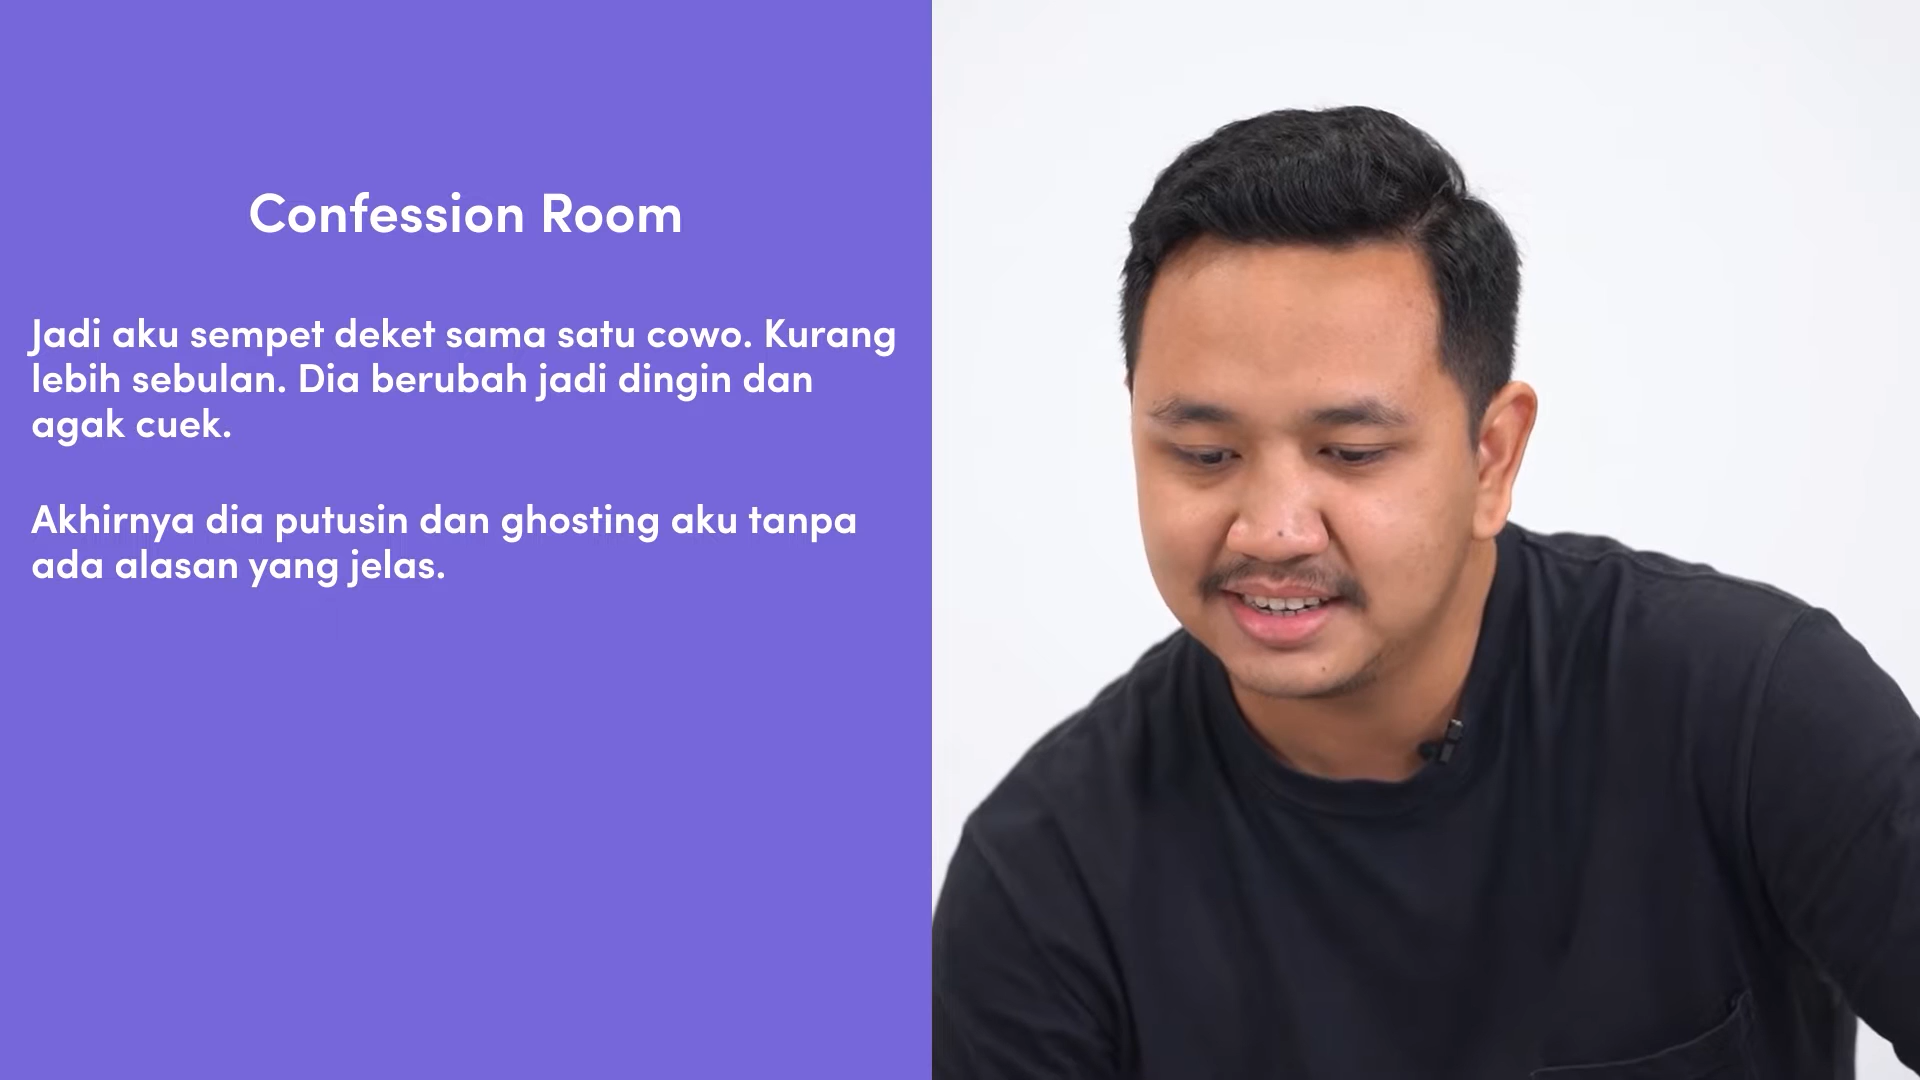 Confession Room
Jadi aku sempet deket sama satu cowo. Kurang
lebih sebulan. Dia berubah jadi dingin dan
agak cuek.
Akhirnya dia putusin dan ghosting aku tanpa
ada alasan yang jelas.